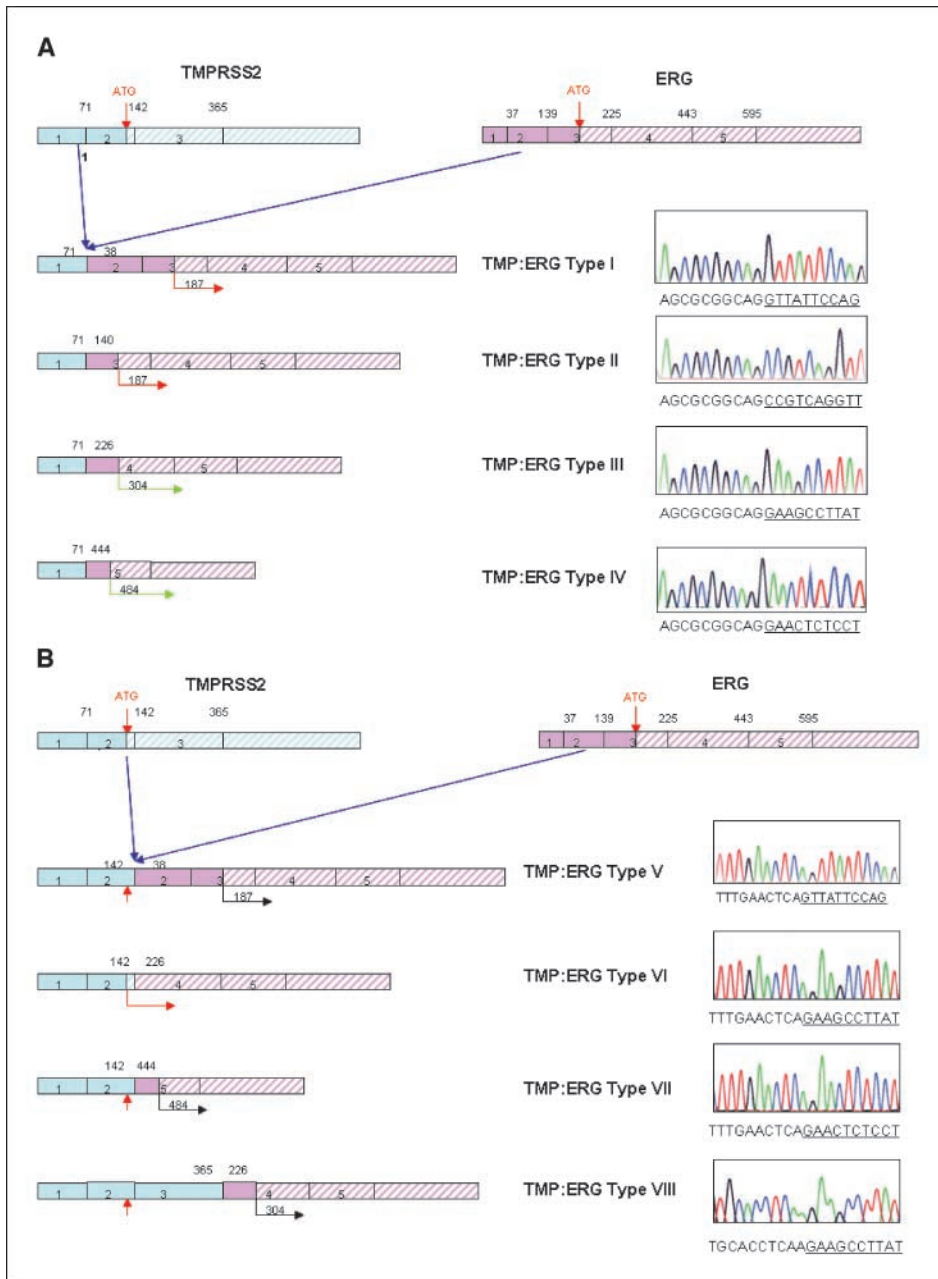 A
TMPRSS2
ERG
71 ATG 142 365
37 139 ATG 225 443 595
1 2 3
1 2 3 4 5
1
71 38
1 2 3 4 5
187
TMP:ERG Type I
AGCGCGGCAGGTTATTCCAG
71 140
1 3 4 5
187
TMP:ERG Type II
AGCGCGGCAGCCGTCAGGTT
71 226
1 4 5
304
TMP:ERG Type III
AGCGCGGCAGGAAGCCTTAT
71 444
1 5
484
TMP:ERG Type IV
AGCGCGGCAGGAACTCTCCT
B
TMPRSS2
ERG
71 ATG 142 365
37 139 ATG 225 443 595
1 2 3
1 2 3 4 5
142 38
1 2 2 3 4 5
187
TMP:ERG Type V
TTTGAACTCAGTTATTCCAG
142 226
1 2 4 5
TMP:ERG Type VI
TTTGAACTCAGAAGCCTTAT
142 444
1 2 5
484
TMP:ERG Type VII
TTTGAACTCAGAACTCTCCT
365 226
1 2 3 4 5
304
TMP:ERG Type VIII
TGCACCTCAAGAAGCCTTAT